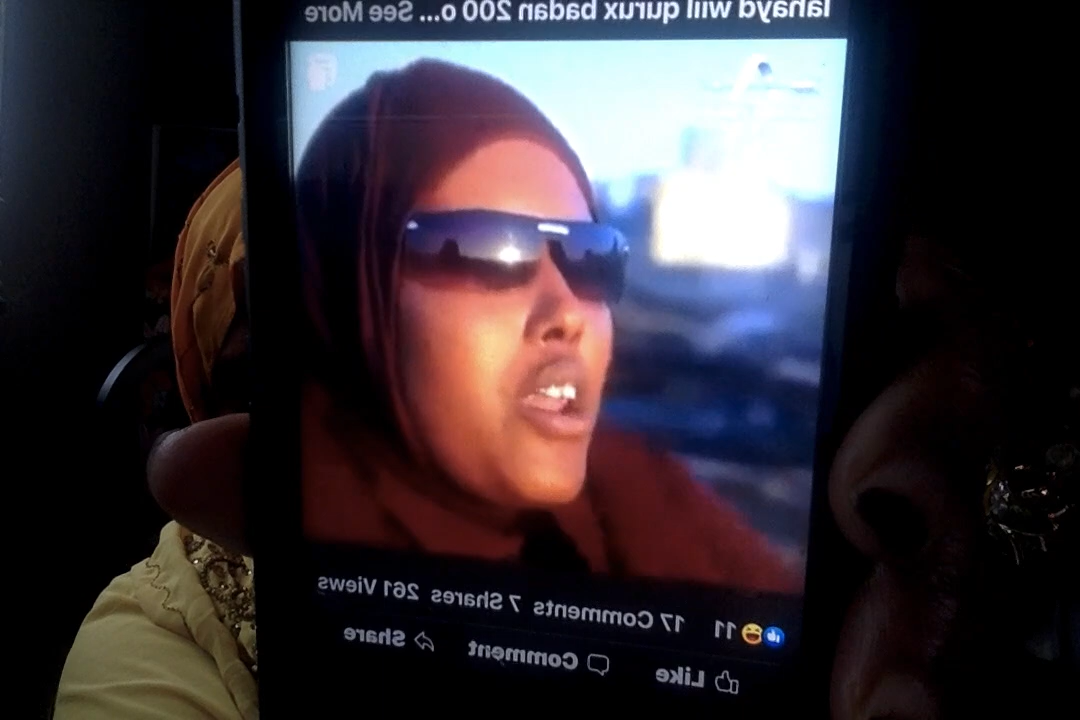 lahayd wiil qurux badan 200 o... See More
11 17 Comments 7 Shares 261 Views
Like Comment Share